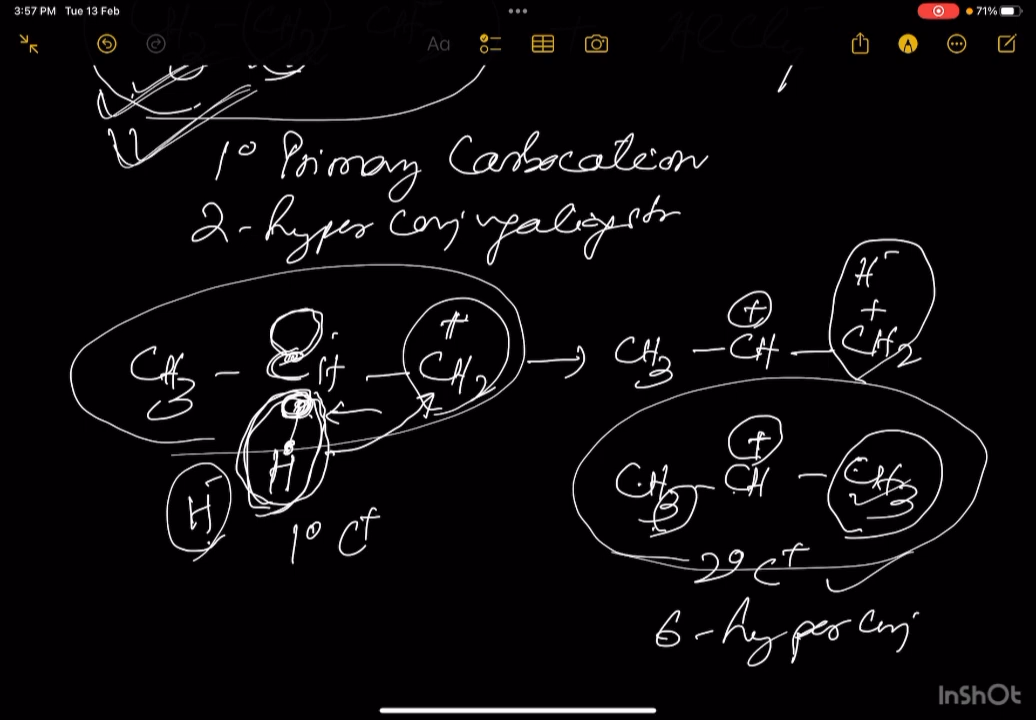 3:57 PM Tue 13 Feb
71%
Aa
1° Primary Carbocation
2-hyper conjugation str
CH3 - CH - CH2 + → CH3 - CH - CH2
+
H⁻
+
H
H⁻
1° C+
CH3 - CH - CH3
+
2° C+
6-hyper conj
InShOt